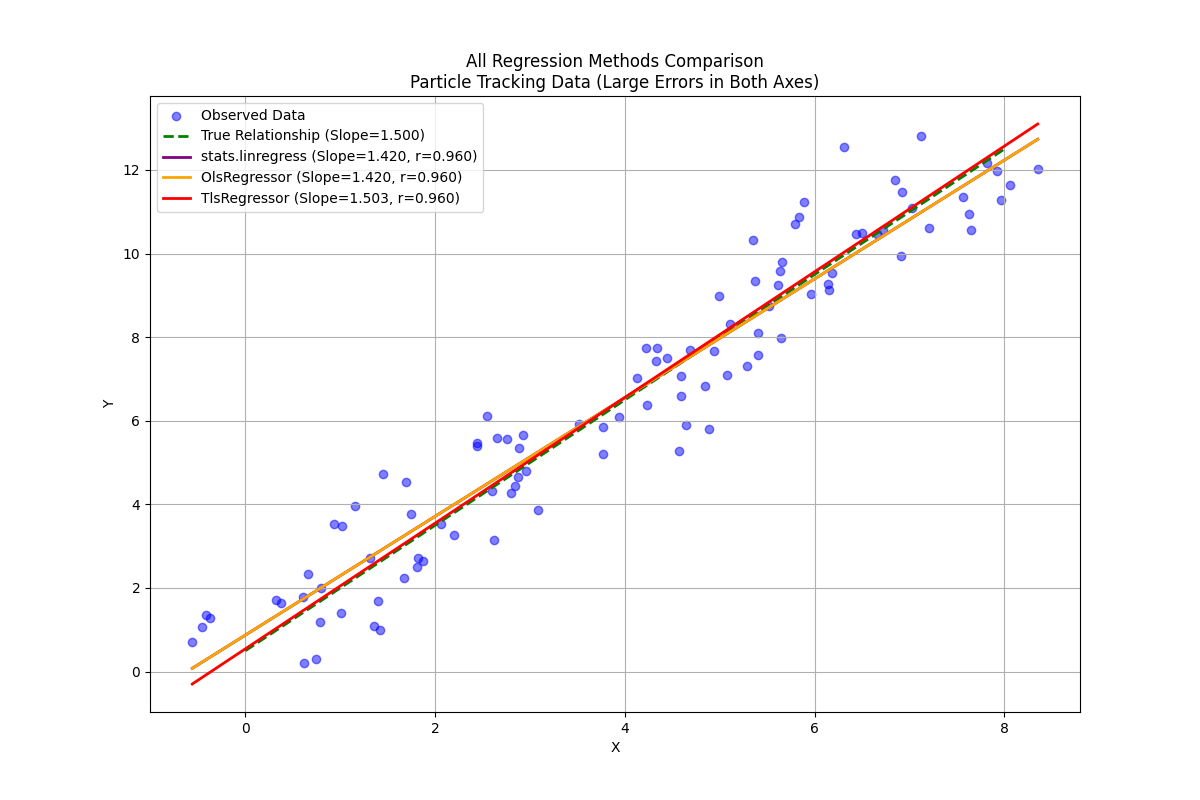 All Regression Methods Comparison
Particle Tracking Data (Large Errors in Both Axes)
Observed Data
True Relationship (Slope=1.500)
stats.linregress (Slope=1.420, r=0.960)
OlsRegressor (Slope=1.420, r=0.960)
TlsRegressor (Slope=1.503, r=0.960)
12
10
8
6
4
2
0
Y
0 2 4 6 8
X